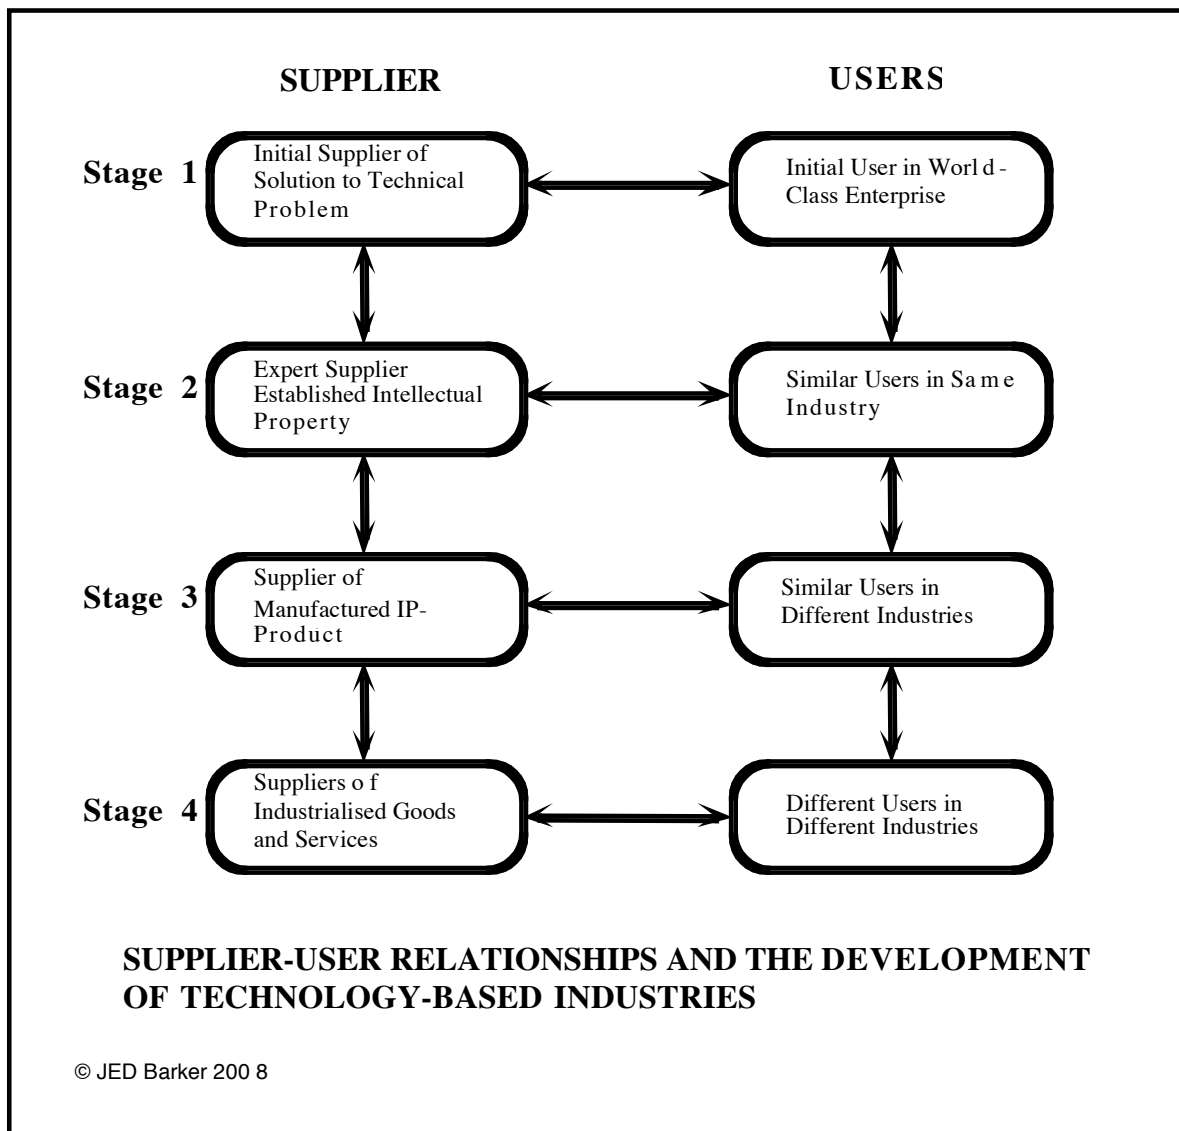 SUPPLIER
USERS
Stage 1
Initial Supplier of
Solution to Technical
Problem
Initial User in World-
Class Enterprise
Stage 2
Expert Supplier
Established Intellectual
Property
Similar Users in Same
Industry
Stage 3
Supplier of
Manufactured IP-
Product
Similar Users in
Different Industries
Stage 4
Suppliers of
Industrialised Goods
and Services
Different Users in
Different Industries
SUPPLIER-USER RELATIONSHIPS AND THE DEVELOPMENT
OF TECHNOLOGY-BASED INDUSTRIES
© JED Barker 200 8